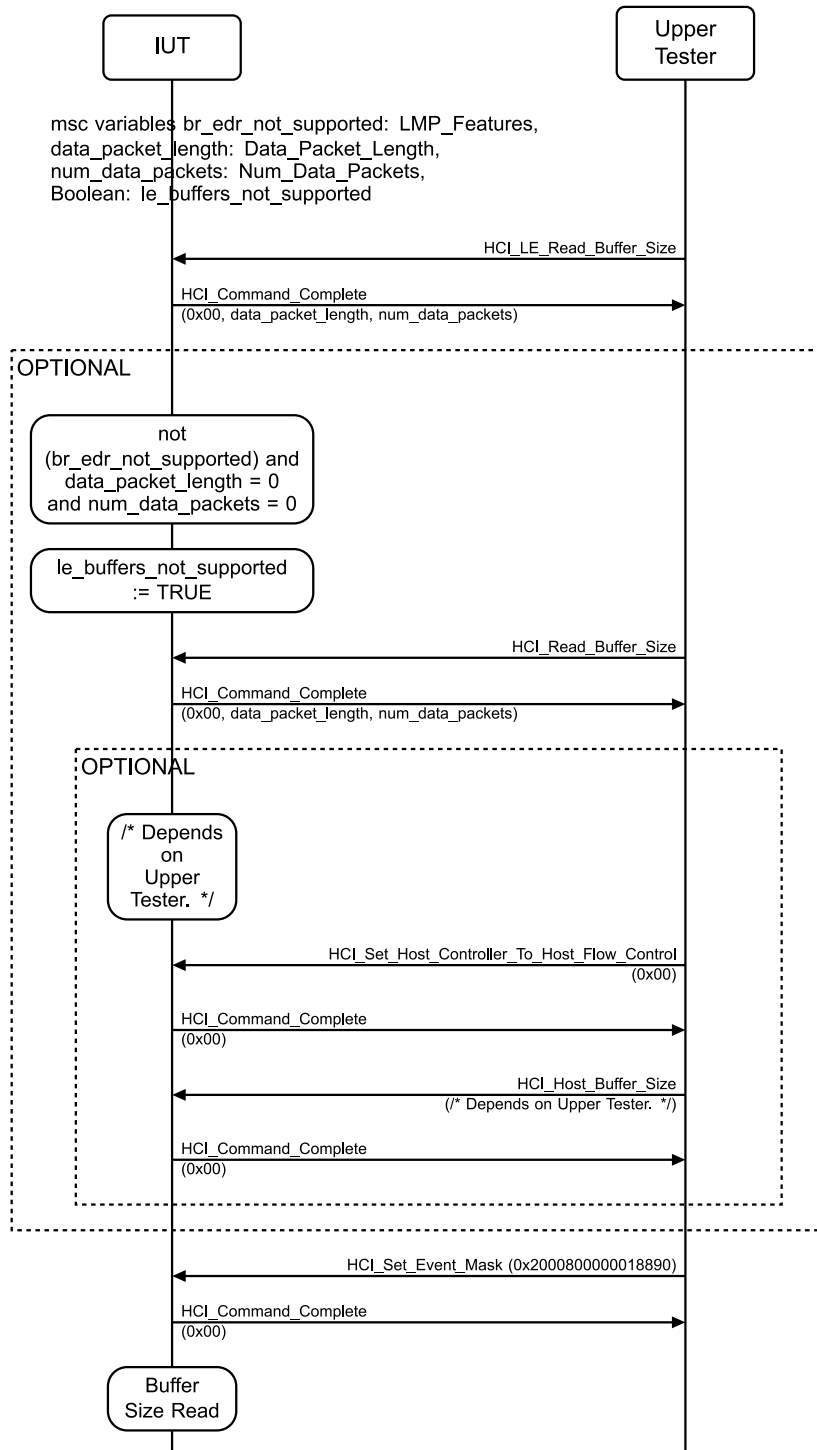 IUT
Upper
Tester
msc variables br_edr_not_supported: LMP_Features,
data_packet_length: Data_Packet_Length,
num_data_packets: Num_Data_Packets,
Boolean: le_buffers_not_supported
HCI_LE_Read_Buffer_Size
HCI_Command_Complete
(0x00, data_packet_length, num_data_packets)
OPTIONAL
not
(br_edr_not_supported) and
data_packet_length = 0
and num_data_packets = 0
le_buffers_not_supported
:= TRUE
HCI_Read_Buffer_Size
HCI_Command_Complete
(0x00, data_packet_length, num_data_packets)
OPTIONAL
/* Depends
on
Upper
Tester. */
HCI_Set_Host_Controller_To_Host_Flow_Control
(0x00)
HCI_Command_Complete
(0x00)
HCI_Host_Buffer_Size
(/* Depends on Upper Tester. */)
HCI_Command_Complete
(0x00)
HCI_Set_Event_Mask (0x2000800000018890)
HCI_Command_Complete
(0x00)
Buffer
Size Read